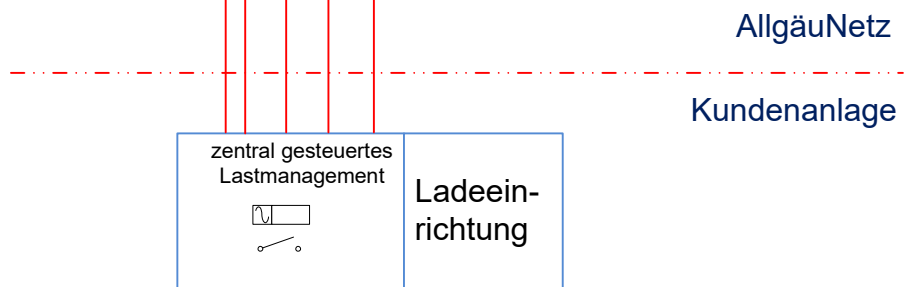 AllgäuNetz
Kundenanlage
zentral gesteuertes
Lastmanagement
Ladeein-
richtung